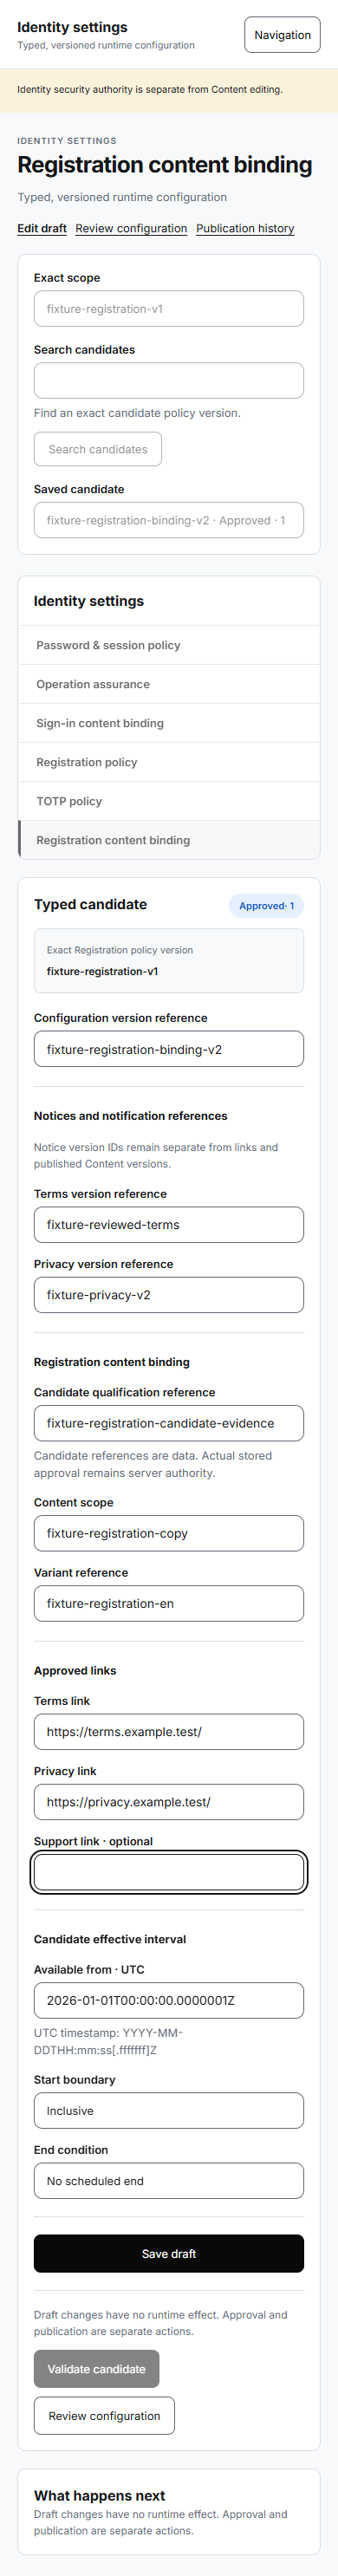 Identity settings
Typed, versioned runtime configuration
Navigation
Identity security authority is separate from Content editing.
IDENTITY SETTINGS
Registration content binding
Typed, versioned runtime configuration
Edit draft Review configuration Publication history
Exact scope
fixture-registration-v1
Search candidates
Find an exact candidate policy version.
Search candidates
Saved candidate
fixture-registration-binding-v2 · Approved · 1
Identity settings
Password & session policy
Operation assurance
Sign-in content binding
Registration policy
TOTP policy
Registration content binding
Typed candidate
Approved· 1
Exact Registration policy version
fixture-registration-v1
Configuration version reference
fixture-registration-binding-v2
Notices and notification references
Notice version IDs remain separate from links and
published Content versions.
Terms version reference
fixture-reviewed-terms
Privacy version reference
fixture-privacy-v2
Registration content binding
Candidate qualification reference
fixture-registration-candidate-evidence
Candidate references are data. Actual stored
approval remains server authority.
Content scope
fixture-registration-copy
Variant reference
fixture-registration-en
Approved links
Terms link
https://terms.example.test/
Privacy link
https://privacy.example.test/
Support link · optional
Candidate effective interval
Available from · UTC
2026-01-01T00:00:00.0000001Z
UTC timestamp: YYYY-MM-
DDTHH:mm:ss[.fffffff]Z
Start boundary
Inclusive
End condition
No scheduled end
Save draft
Draft changes have no runtime effect. Approval and
publication are separate actions.
Validate candidate
Review configuration
What happens next
Draft changes have no runtime effect. Approval and
publication are separate actions.